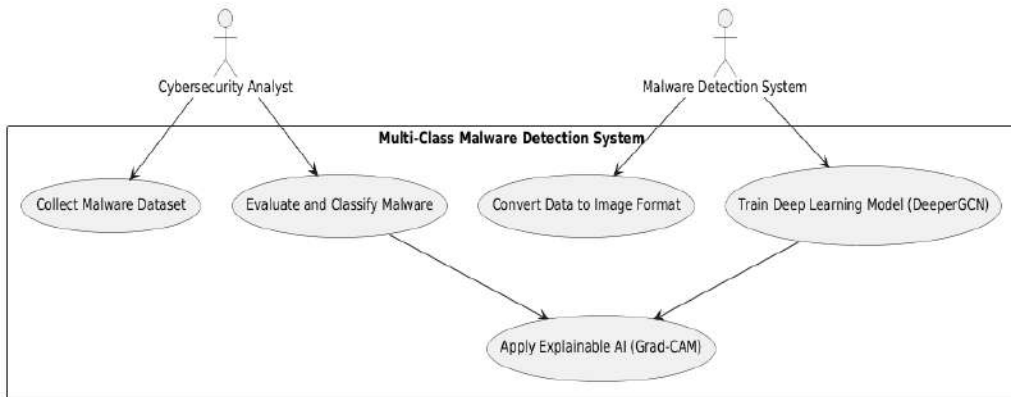 Cybersecurity Analyst
Malware Detection System
Multi-Class Malware Detection System
Collect Malware Dataset
Evaluate and Classify Malware
Convert Data to Image Format
Train Deep Learning Model (DeeperGCN)
Apply Explainable AI (Grad-CAM)